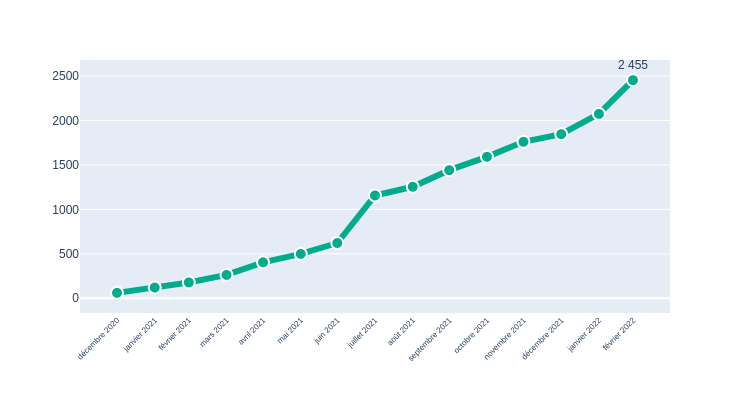 2 455
2500
2000
1500
1000
500
0
décembre 2020
janvier 2021
février 2021
mars 2021
avril 2021
mai 2021
juin 2021
juillet 2021
août 2021
septembre 2021
octobre 2021
novembre 2021
décembre 2021
janvier 2022
février 2022